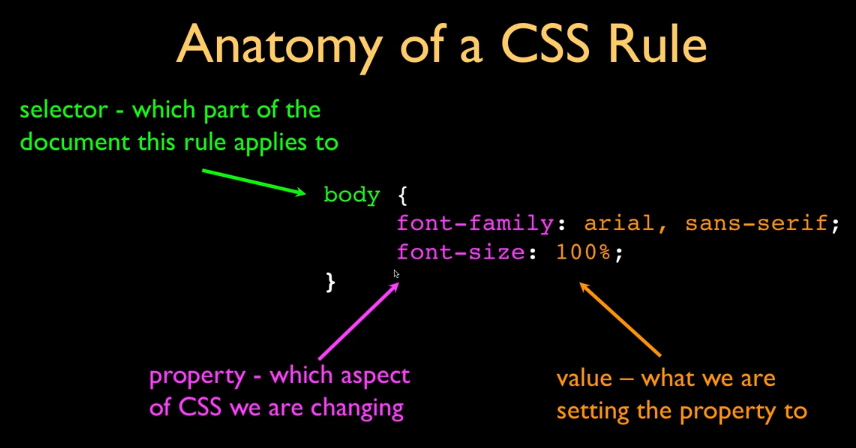 Anatomy of a CSS Rule
selector - which part of the
document this rule applies to
body {
font-family: arial, sans-serif;
font-size: 100%;
}
property - which aspect
of CSS we are changing
value – what we are
setting the property to